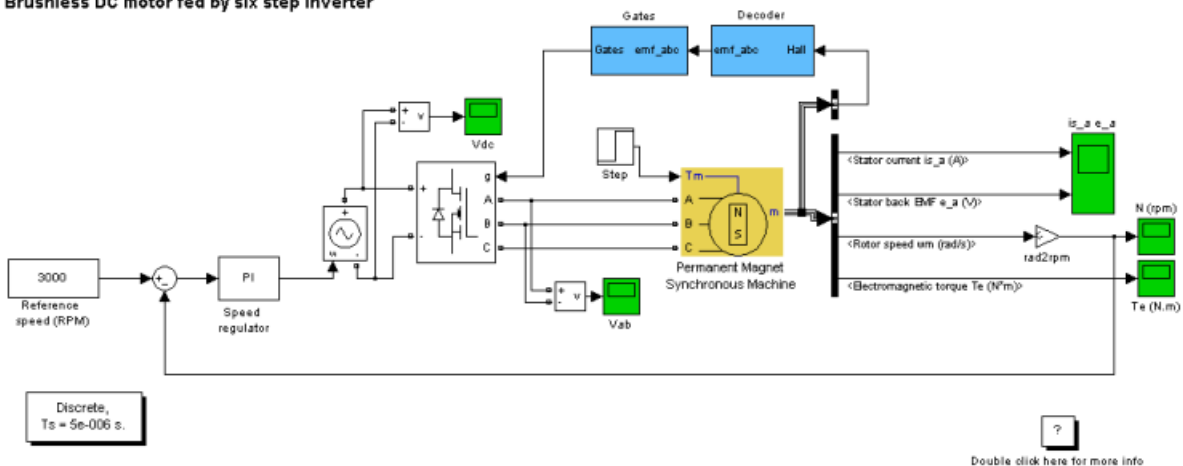 Brushless DC motor fed by six step inverter
Gates
Decoder
Gates emf_abc
emf_abc Hall
+ v
-
Vdc
Step
is_a e_a
<Stator current is_a (A)>
<Stator back EMF e_a (V)>
<Rotor speed wm (rad/s)>
<Electromagnetic torque Te (N*m)>
g
A
B
C
+
-
Tm
A
B
C
N
S
m
Permanent Magnet
Synchronous Machine
rad2rpm
N (rpm)
Te (N.m)
3000
Reference
speed (RPM)
PI
Speed
regulator
+
s
-
+ v
-
Vab
Discrete,
Ts = 5e-006 s.
?
Double click here for more info